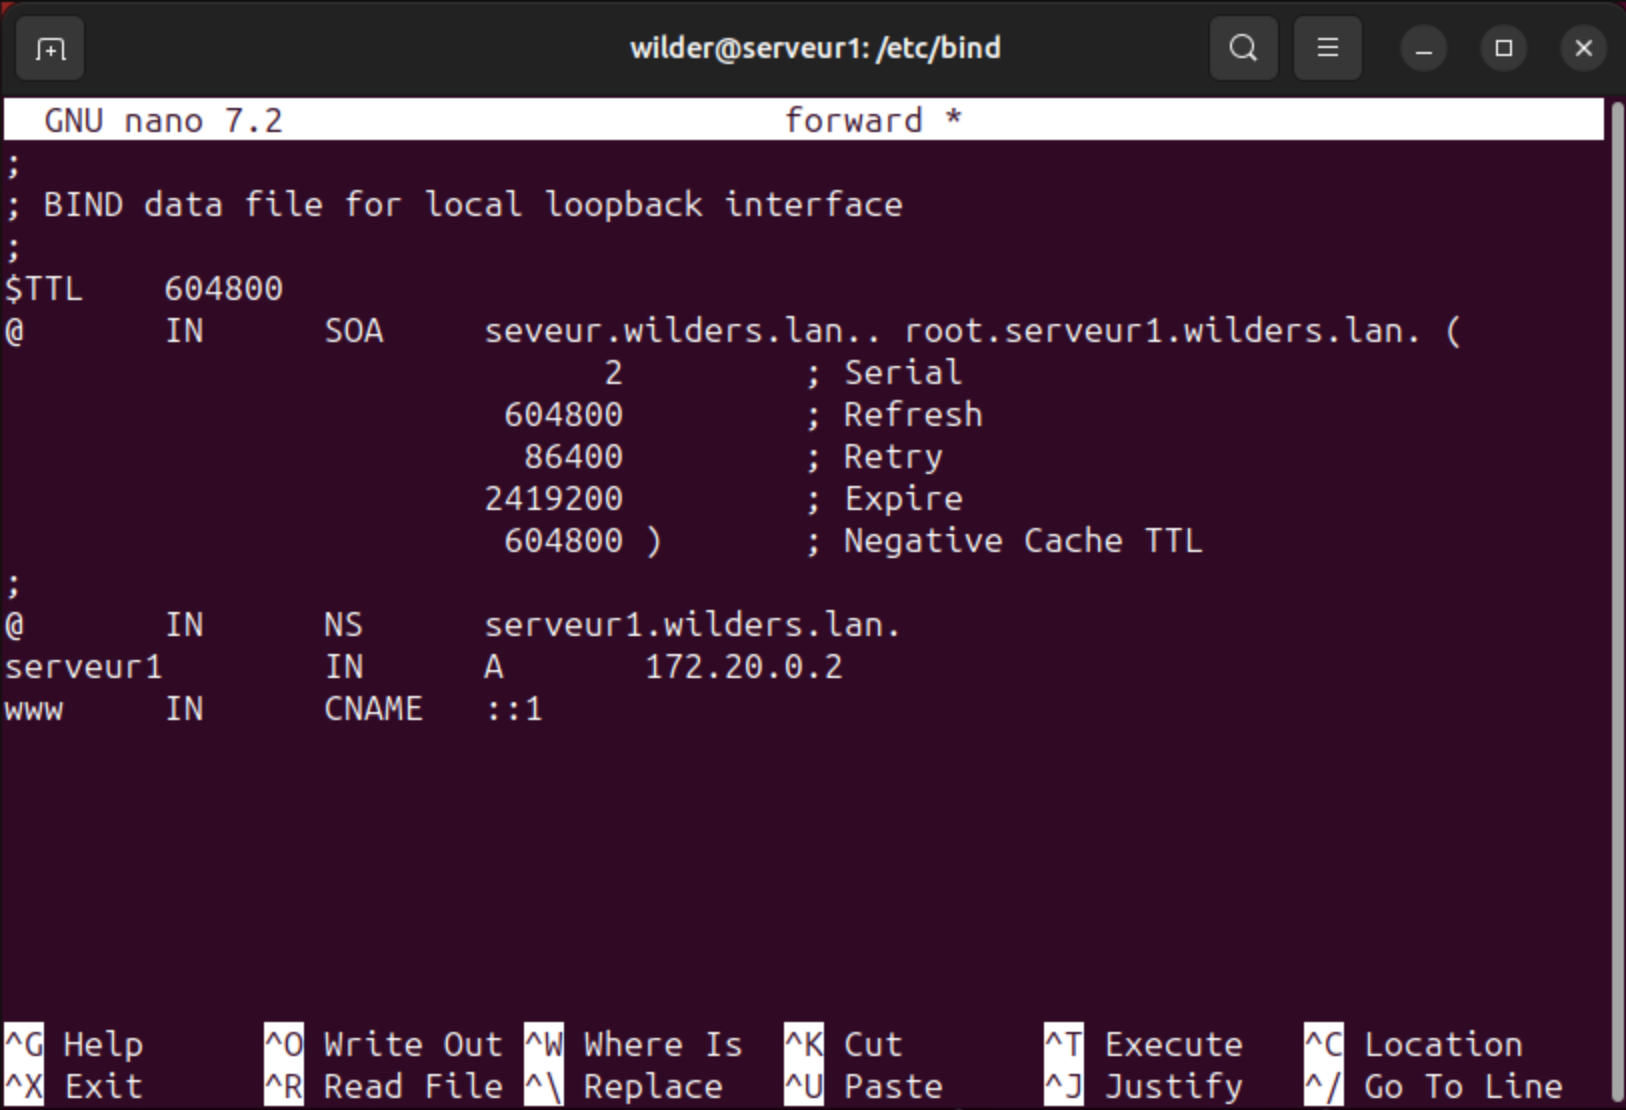 wilder@serveur1: /etc/bind
GNU nano 7.2 forward *
;
; BIND data file for local loopback interface
;
$TTL 604800
@ IN SOA seveur.wilders.lan.. root.serveur1.wilders.lan. (
2 ; Serial
604800 ; Refresh
86400 ; Retry
2419200 ; Expire
604800 ) ; Negative Cache TTL
;
@ IN NS serveur1.wilders.lan.
serveur1 IN A 172.20.0.2
www IN CNAME ::1
^G Help ^O Write Out ^W Where Is ^K Cut ^T Execute ^C Location
^X Exit ^R Read File ^\ Replace ^U Paste ^J Justify ^/ Go To Line